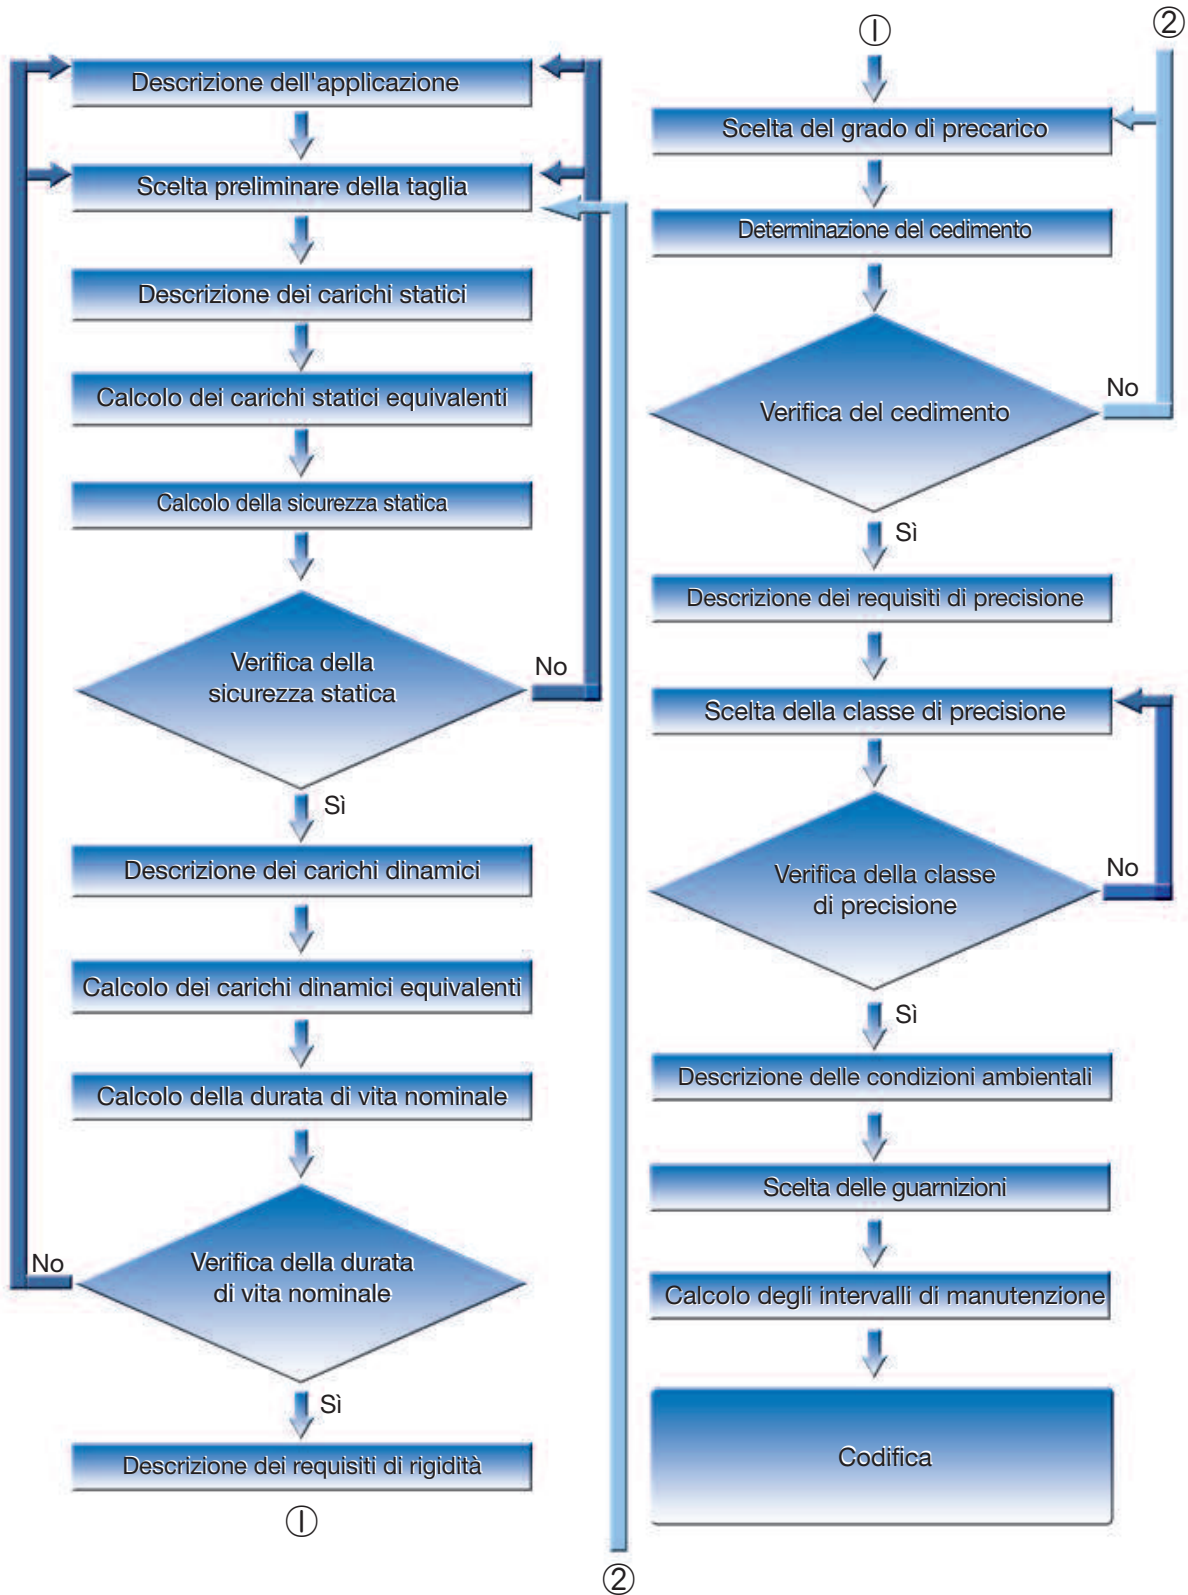 Descrizione dell'applicazione
Scelta preliminare della taglia
Descrizione dei carichi statici
Calcolo dei carichi statici equivalenti
Calcolo della sicurezza statica
Verifica della
sicurezza statica
No
Sì
Descrizione dei carichi dinamici
Calcolo dei carichi dinamici equivalenti
Calcolo della durata di vita nominale
Verifica della durata
di vita nominale
No
Sì
Descrizione dei requisiti di rigidità
①
②
①
②
Scelta del grado di precarico
Determinazione del cedimento
Verifica del cedimento
No
Sì
Descrizione dei requisiti di precisione
Scelta della classe di precisione
Verifica della classe
di precisione
No
Sì
Descrizione delle condizioni ambientali
Scelta delle guarnizioni
Calcolo degli intervalli di manutenzione
Codifica